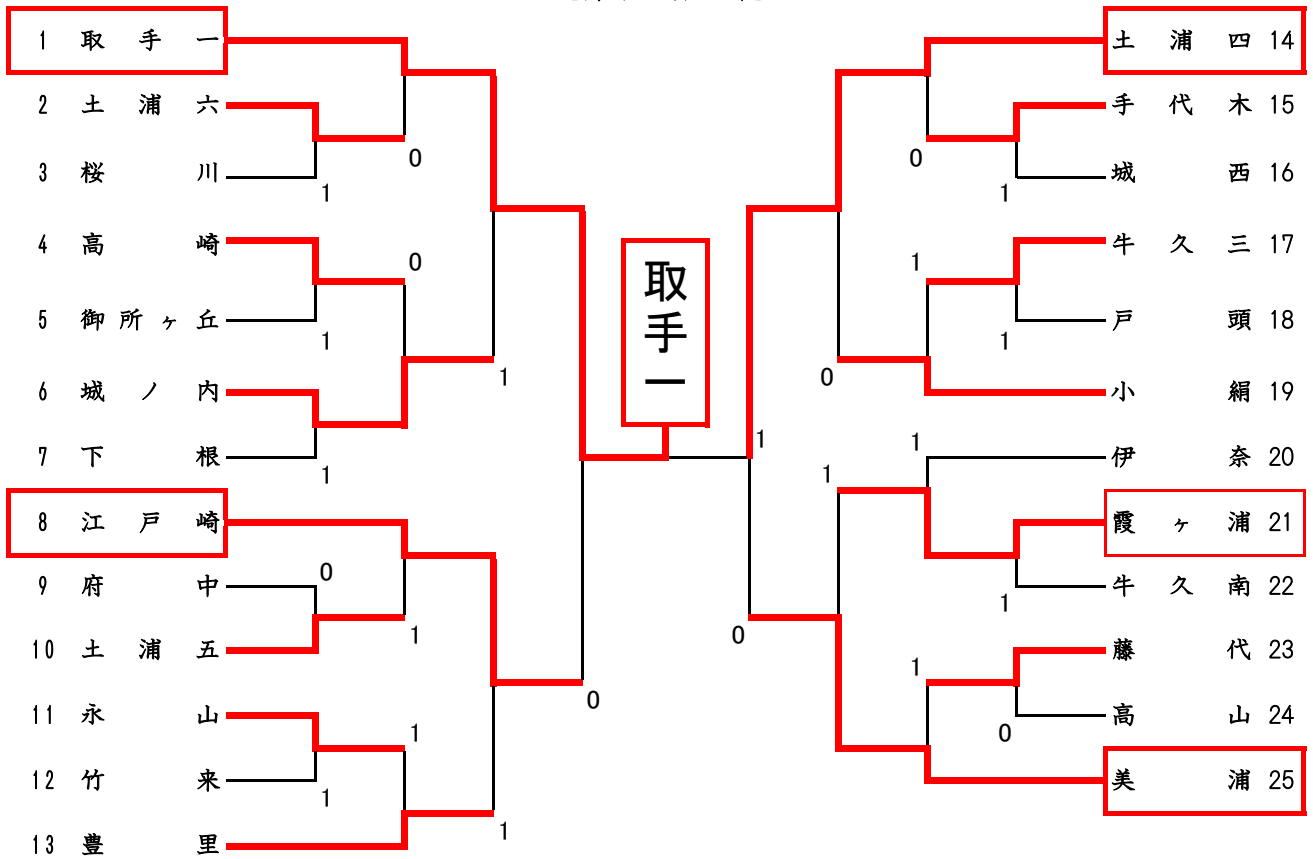 1 取手一
2 土浦六
3 桜川
4 高崎
5 御所ヶ丘
6 城ノ内
7 下根
8 江戸崎
9 府中
10 土浦五
11 永山
12 竹来
13 豊里
0
1
0
1
1
1
0
1
1
1
0
1
取手一
1
0
0
1
1
1
0
1
1
1
1
0
土浦四 14
手代木 15
城西 16
牛久三 17
戸頭 18
小絹 19
伊奈 20
霞ヶ浦 21
牛久南 22
藤代 23
高山 24
美浦 25